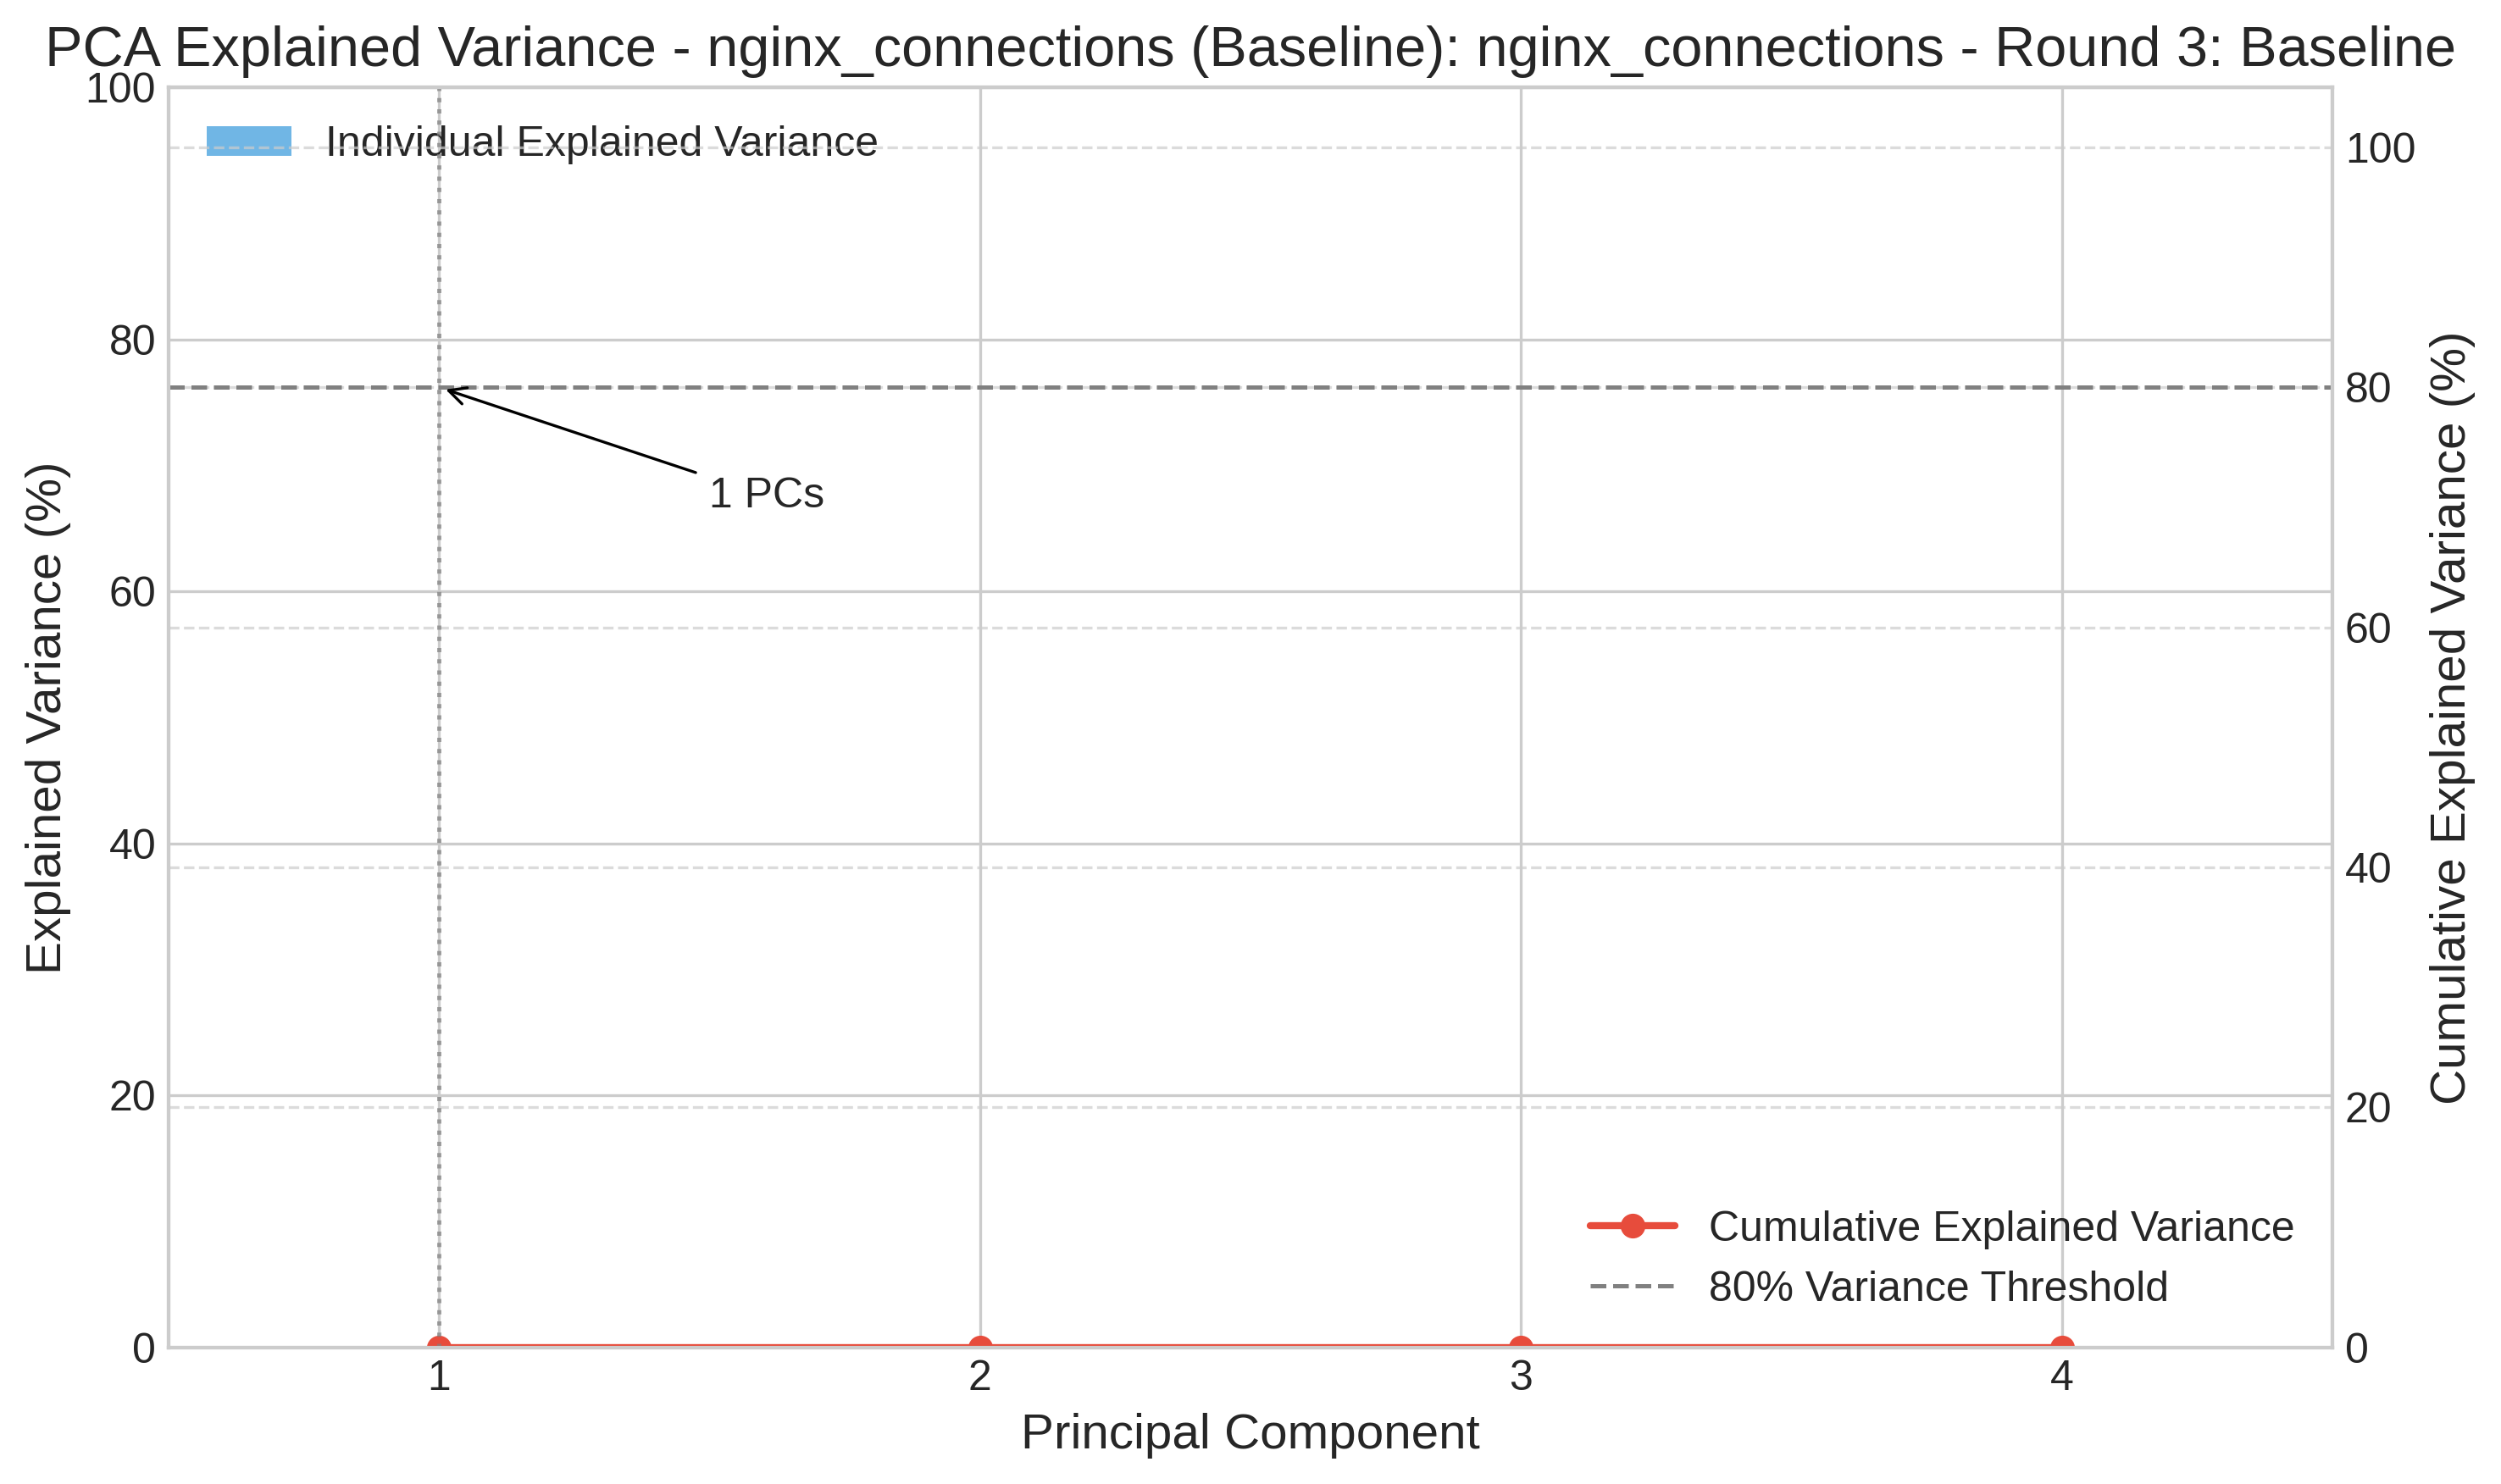 PCA Explained Variance - nginx_connections (Baseline): nginx_connections - Round 3: Baseline
Individual Explained Variance
1 PCs
Cumulative Explained Variance
80% Variance Threshold
Explained Variance (%)
100
80
60
40
20
0
Cumulative Explained Variance (%)
100
80
60
40
20
0
1
2
3
4
Principal Component